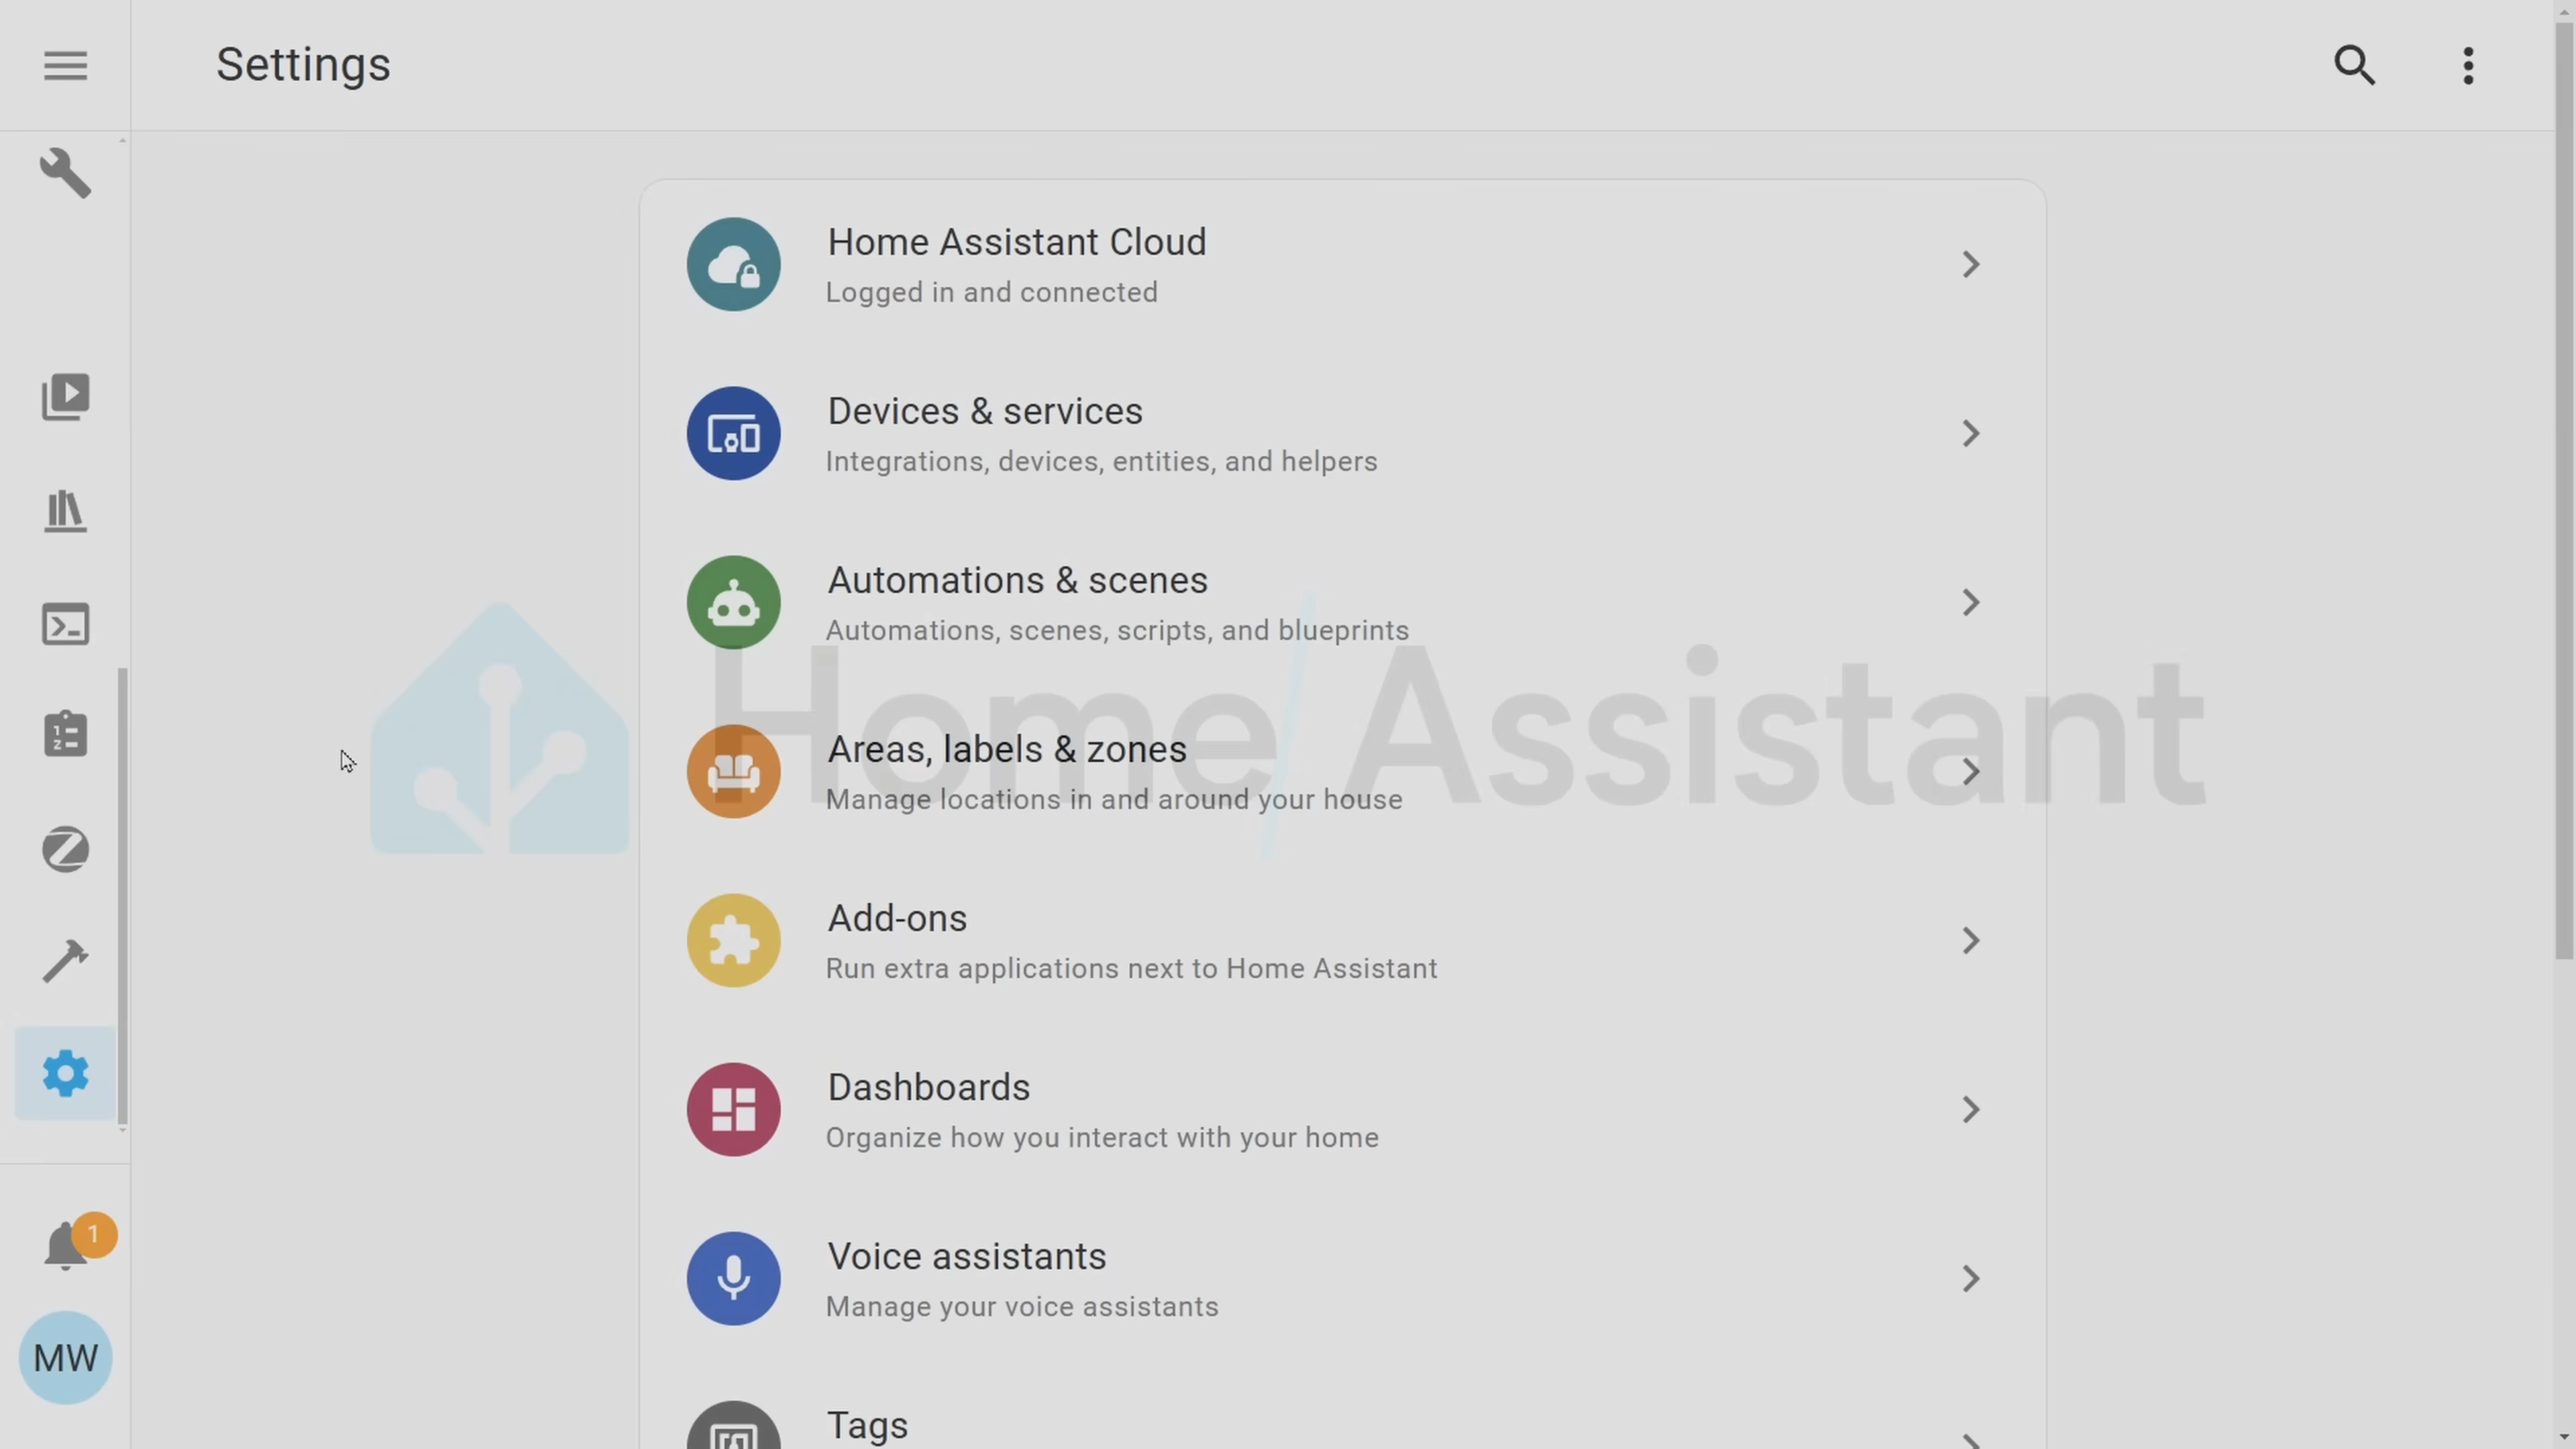 Settings
Home Assistant Cloud
Logged in and connected
Devices & services
Integrations, devices, entities, and helpers
Automations & scenes
Automations, scenes, scripts, and blueprints
Home Assistant
Areas, labels & zones
Manage locations in and around your house
Add-ons
Run extra applications next to Home Assistant
Dashboards
Organize how you interact with your home
1
Voice assistants
Manage your voice assistants
MW
Tags